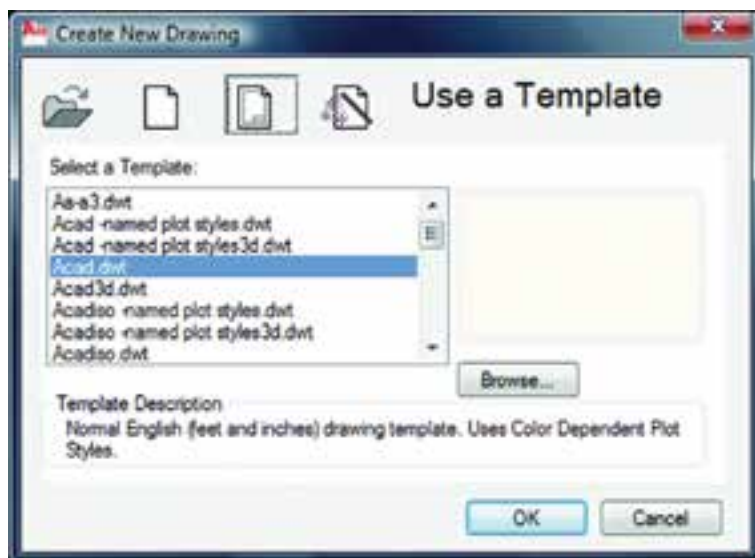 Create New Drawing
Use a Template
Select a Template:
Aa-a3.dwt
Acad -named plot styles.dwt
Acad -named plot styles3d.dwt
Acad.dwt
Acad3d.dwt
Acadiso -named plot styles.dwt
Acadiso -named plot styles3d.dwt
Acadiso.dwt
Browse...
Template Description
Normal English (feet and inches) drawing template. Uses Color Dependent Plot
Styles.
OK
Cancel